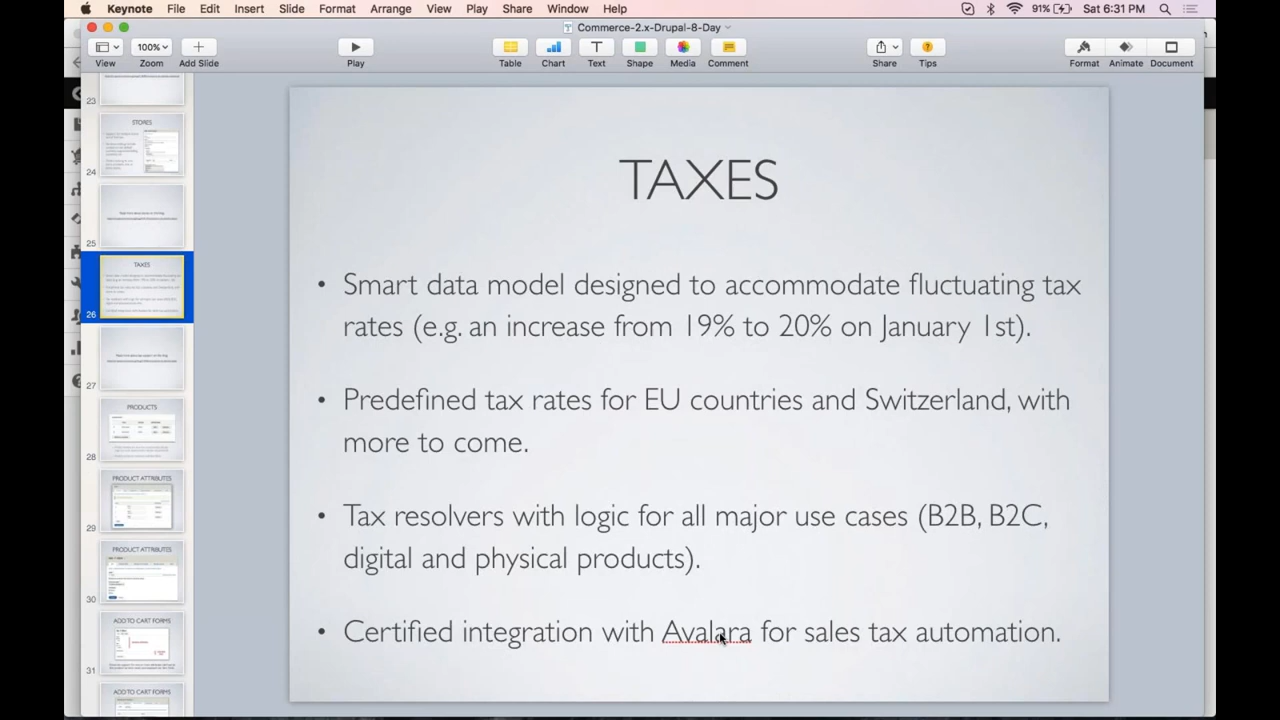 Keynote File Edit Insert Slide Format Arrange View Play Share Window Help 91% Sat 6:31 PM
Commerce-2.x-Drupal-8-Day
100%
View Zoom Add Slide Play Table Chart Text Shape Media Comment Share Tips Format Animate Document
23
STORES
24
25
TAXES
26
27
PRODUCTS
28
PRODUCT ATTRIBUTES
29
PRODUCT ATTRIBUTES
30
ADD TO CART FORMS
31
ADD TO CART FORMS
TAXES
• Smart data model designed to accommodate fluctuating tax
rates (e.g. an increase from 19% to 20% on January 1st).
• Predefined tax rates for EU countries and Switzerland, with
more to come.
• Tax resolvers with logic for all major use cases (B2B, B2C,
digital and physical products).
• Certified integration with Avalara for sales tax automation.